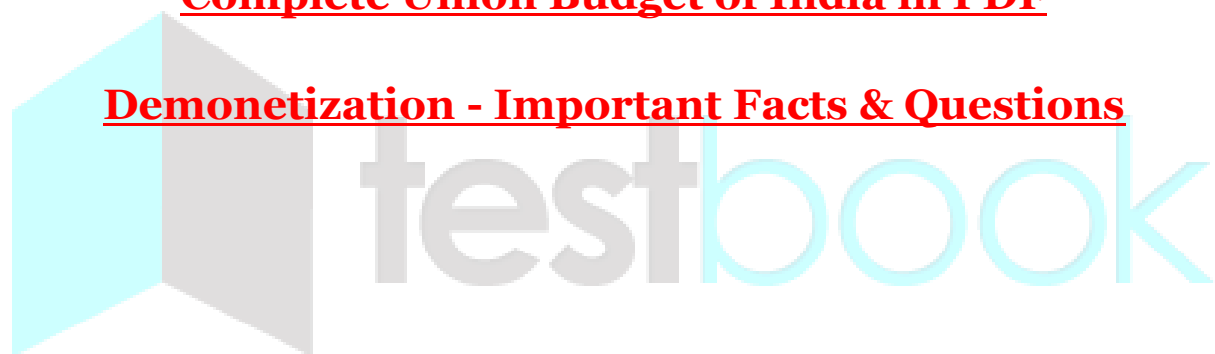 Complete Union Budget of India in PDF
Demonetization - Important Facts & Questions
testbook